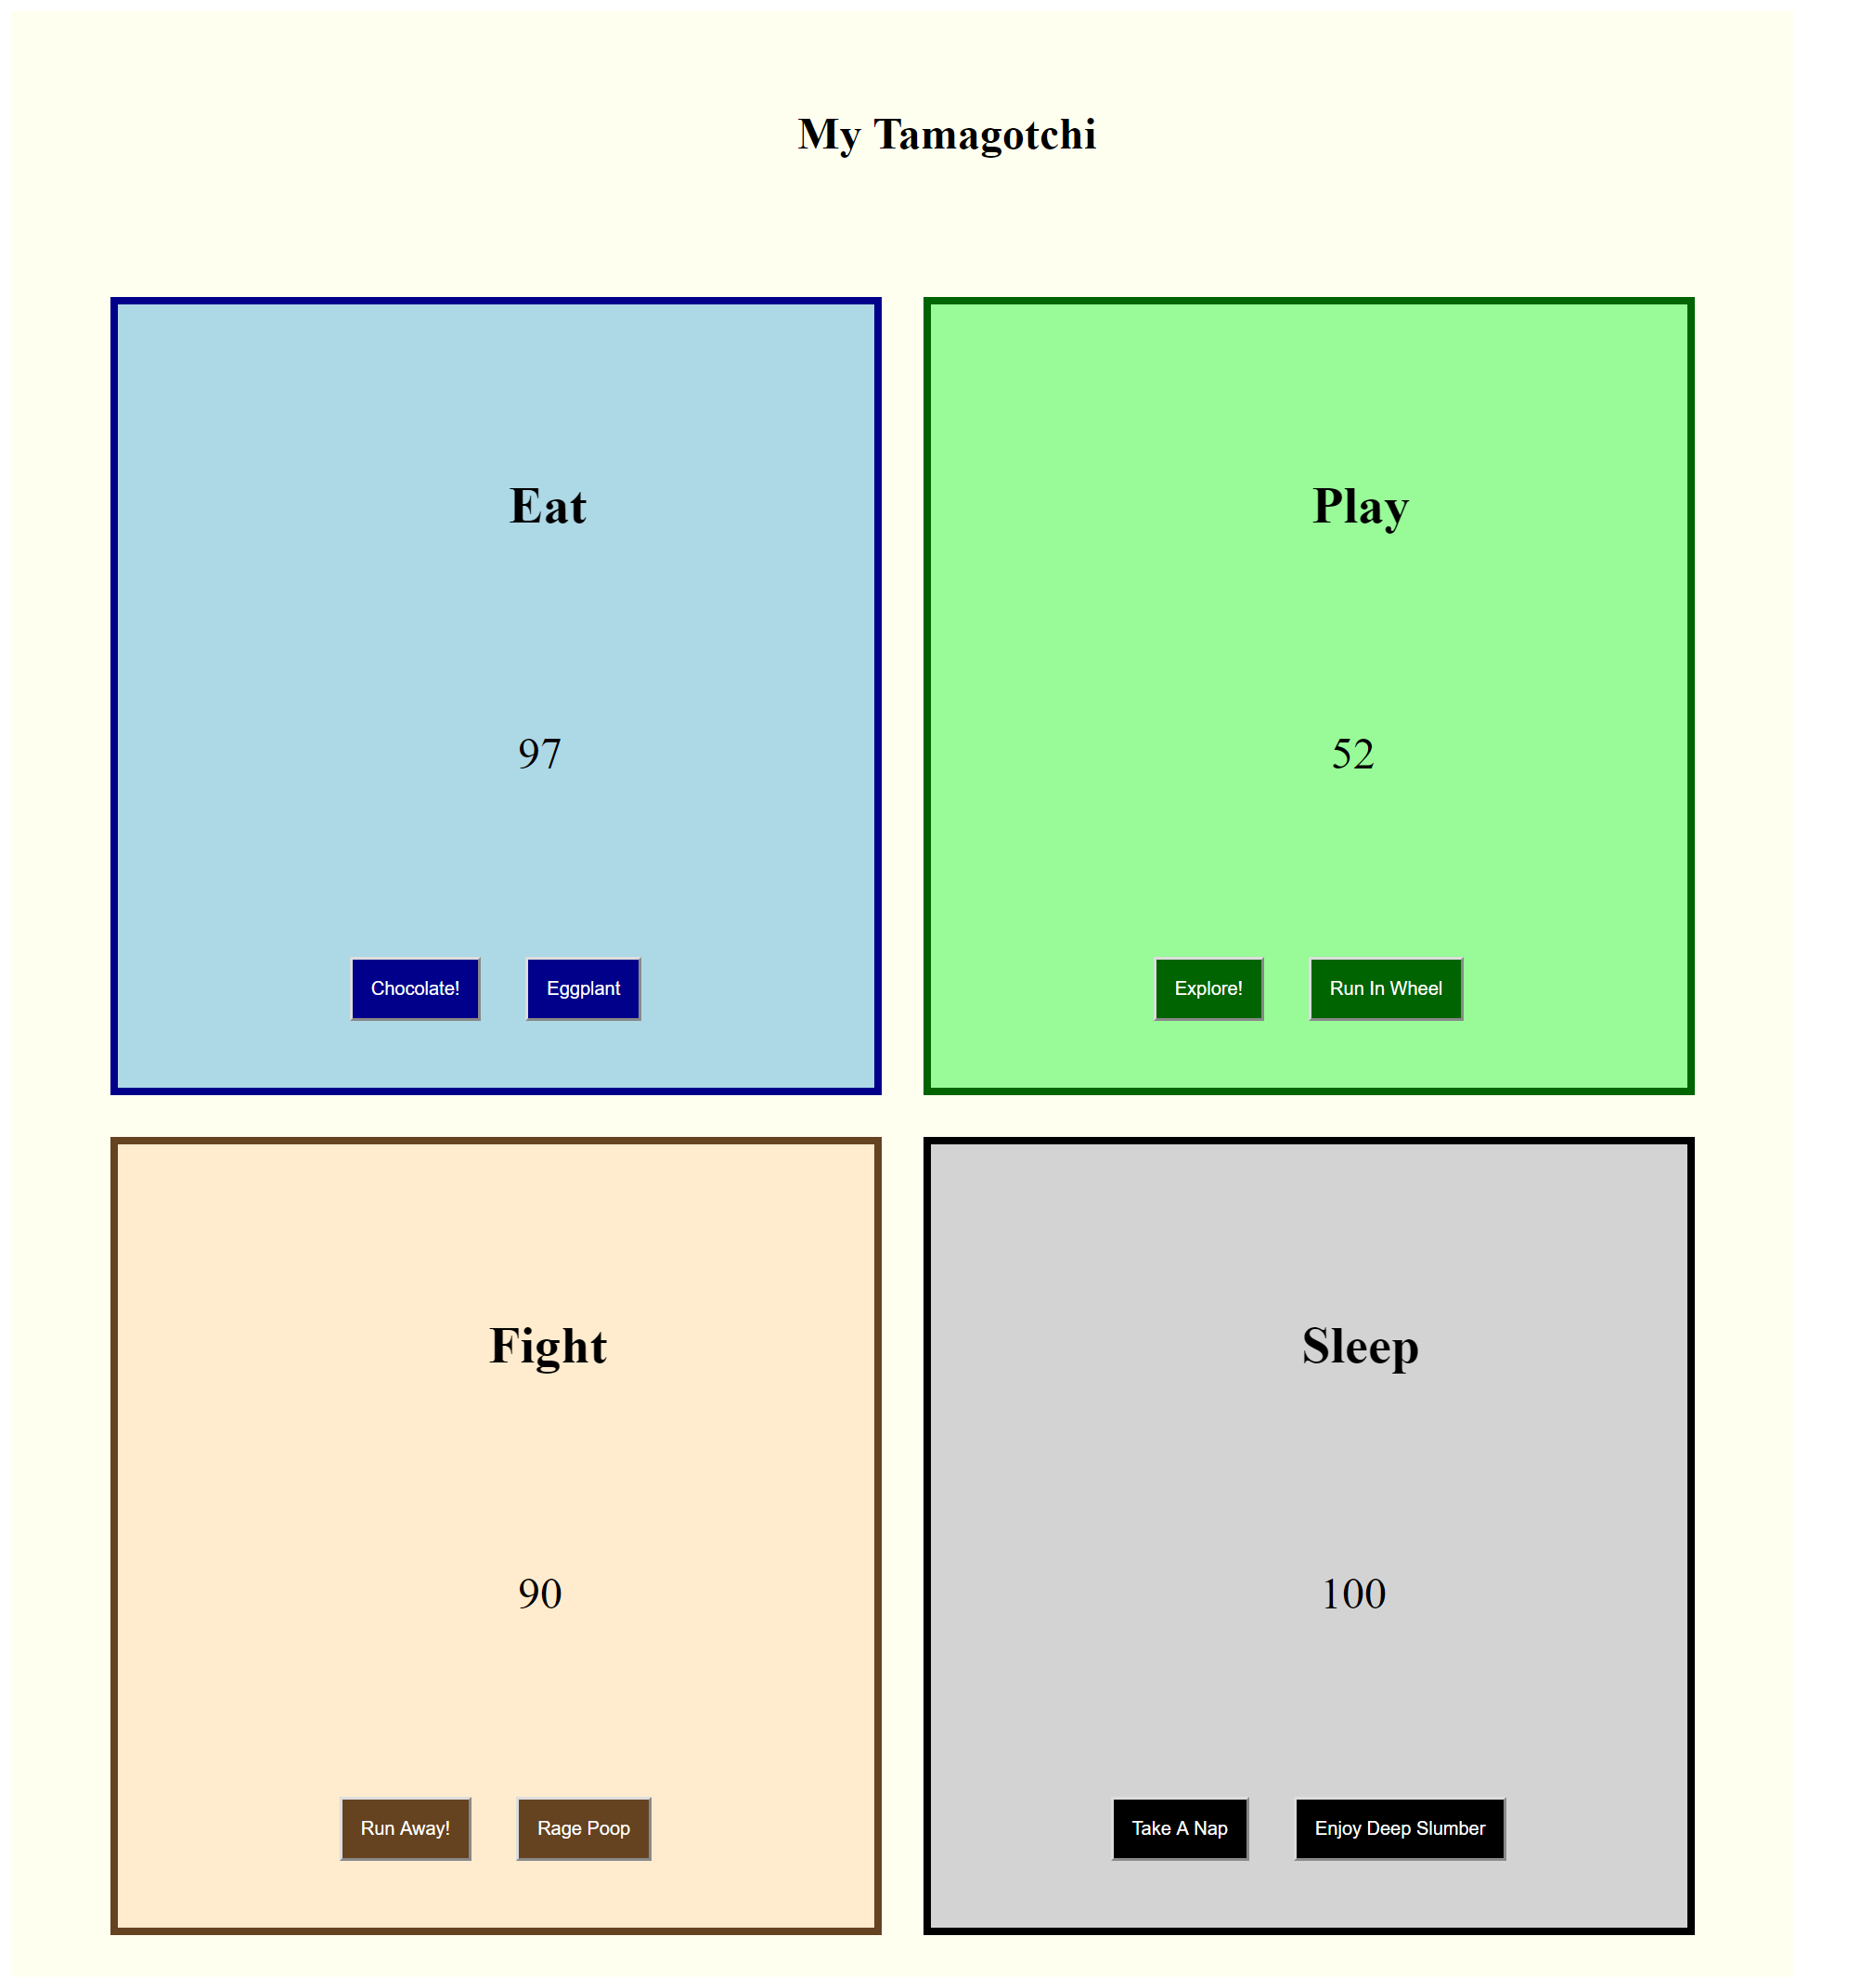 My Tamagotchi
Eat
97
Chocolate! Eggplant
Play
52
Explore! Run In Wheel
Fight
90
Run Away! Rage Poop
Sleep
100
Take A Nap Enjoy Deep Slumber